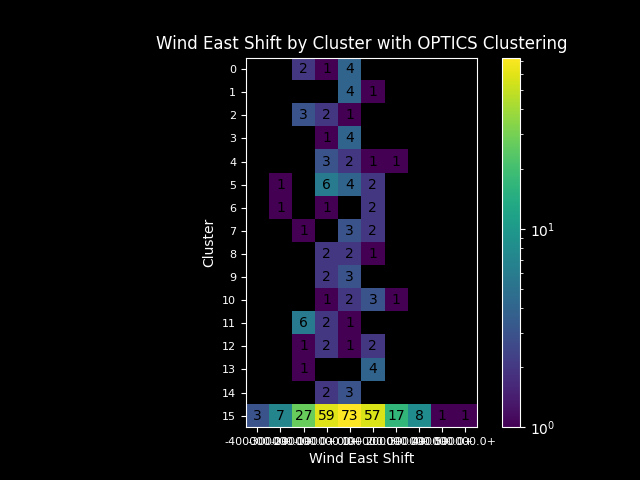 Wind East Shift by Cluster with OPTICS Clustering
0 2 1 4
1 4 1
2 3 2 1
3 1 4
4 3 2 1 1
5 1 6 4 2
6 1 1 2
7 1 3 2
8 2 2 1
9 2 3
10 1 2 3 1
11 6 2 1
12 1 2 1 2
13 1 4
14 2 3
15 3 7 27 59 73 57 17 8 1 1
Cluster
Wind East Shift
10¹
10⁰